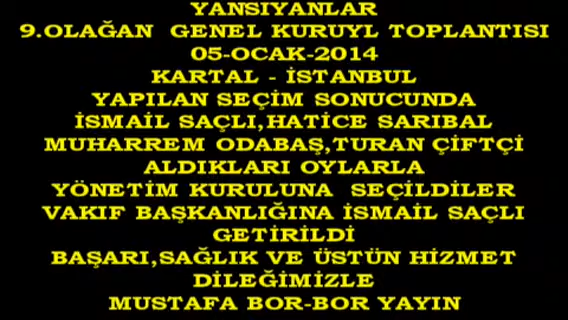 YANSIYANLAR
9.OLAĞAN GENEL KURUYL TOPLANTISI
05-OCAK-2014
KARTAL - İSTANBUL
YAPILAN SEÇİM SONUCUNDA
İSMAİL SAÇLI,HATİCE SARIBAL
MUHARREM ODABAŞ,TURAN ÇİFTÇİ
ALDIKLARI OYLARLA
YÖNETİM KURULUNA SEÇİLDİLER
VAKIF BAŞKANLIĞINA İSMAİL SAÇLI
GETİRİLDİ
BAŞARI,SAĞLIK VE ÜSTÜN HİZMET
DİLEĞİMİZLE
MUSTAFA BOR-BOR YAYIN